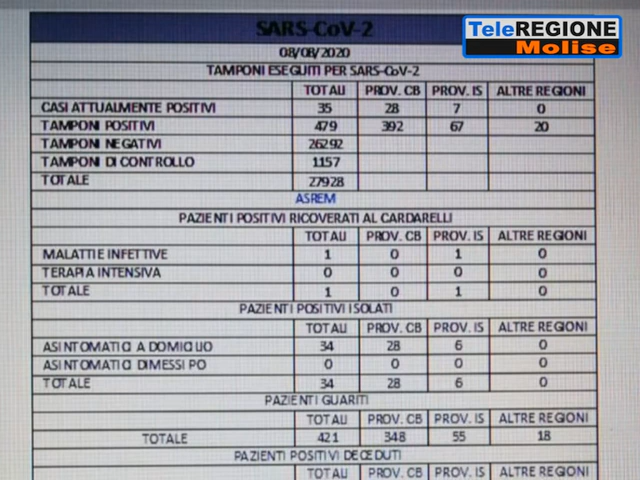 TeleREGIONE
Molise
SARS-CoV-2
08/08/2020
TAMPONI ESEGUITI PER SARS-CoV-2
TOTALI PROV. CB PROV. IS ALTRE REGIONI
CASI ATTUALMENTE POSITIVI 35 28 7 0
TAMPONI POSITIVI 479 392 67 20
TAMPONI NEGATIVI 26292
TAMPONI DI CONTROLLO 1157
TOTALE 27928
ASREM
PAZIENTI POSITIVI RICOVERATI AL CARDARELLI
TOTALI PROV. CB PROV. IS ALTRE REGIONI
MALATTIE INFETTIVE 1 0 1 0
TERAPIA INTENSIVA 0 0 0 0
TOTALE 1 0 1 0
PAZIENTI POSITIVI ISOLATI
TOTALI PROV. CB PROV. IS ALTRE REGIONI
ASINTOMATICI A DOMICILIO 34 28 6 0
ASINTOMATICI DIMESSI PO 0 0 0 0
TOTALE 34 28 6 0
PAZIENTI GUARITI
TOTALI PROV. CB PROV. IS ALTRE REGIONI
TOTALE 421 348 55 18
PAZIENTI DECEDUTI
TOTALI PROV. CB PROV. IS ALTRE REGIONI